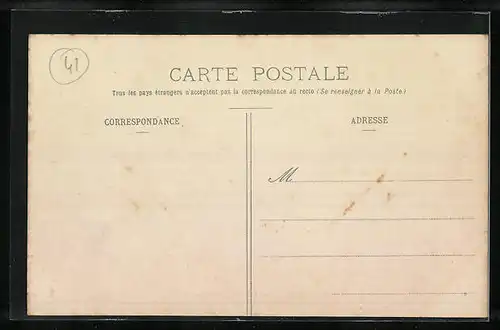 41
CARTE POSTALE
Tous les pays étrangers n'acceptent pas la correspondance au recto (Se renseigner à la Poste)
CORRESPONDANCE
ADRESSE
M